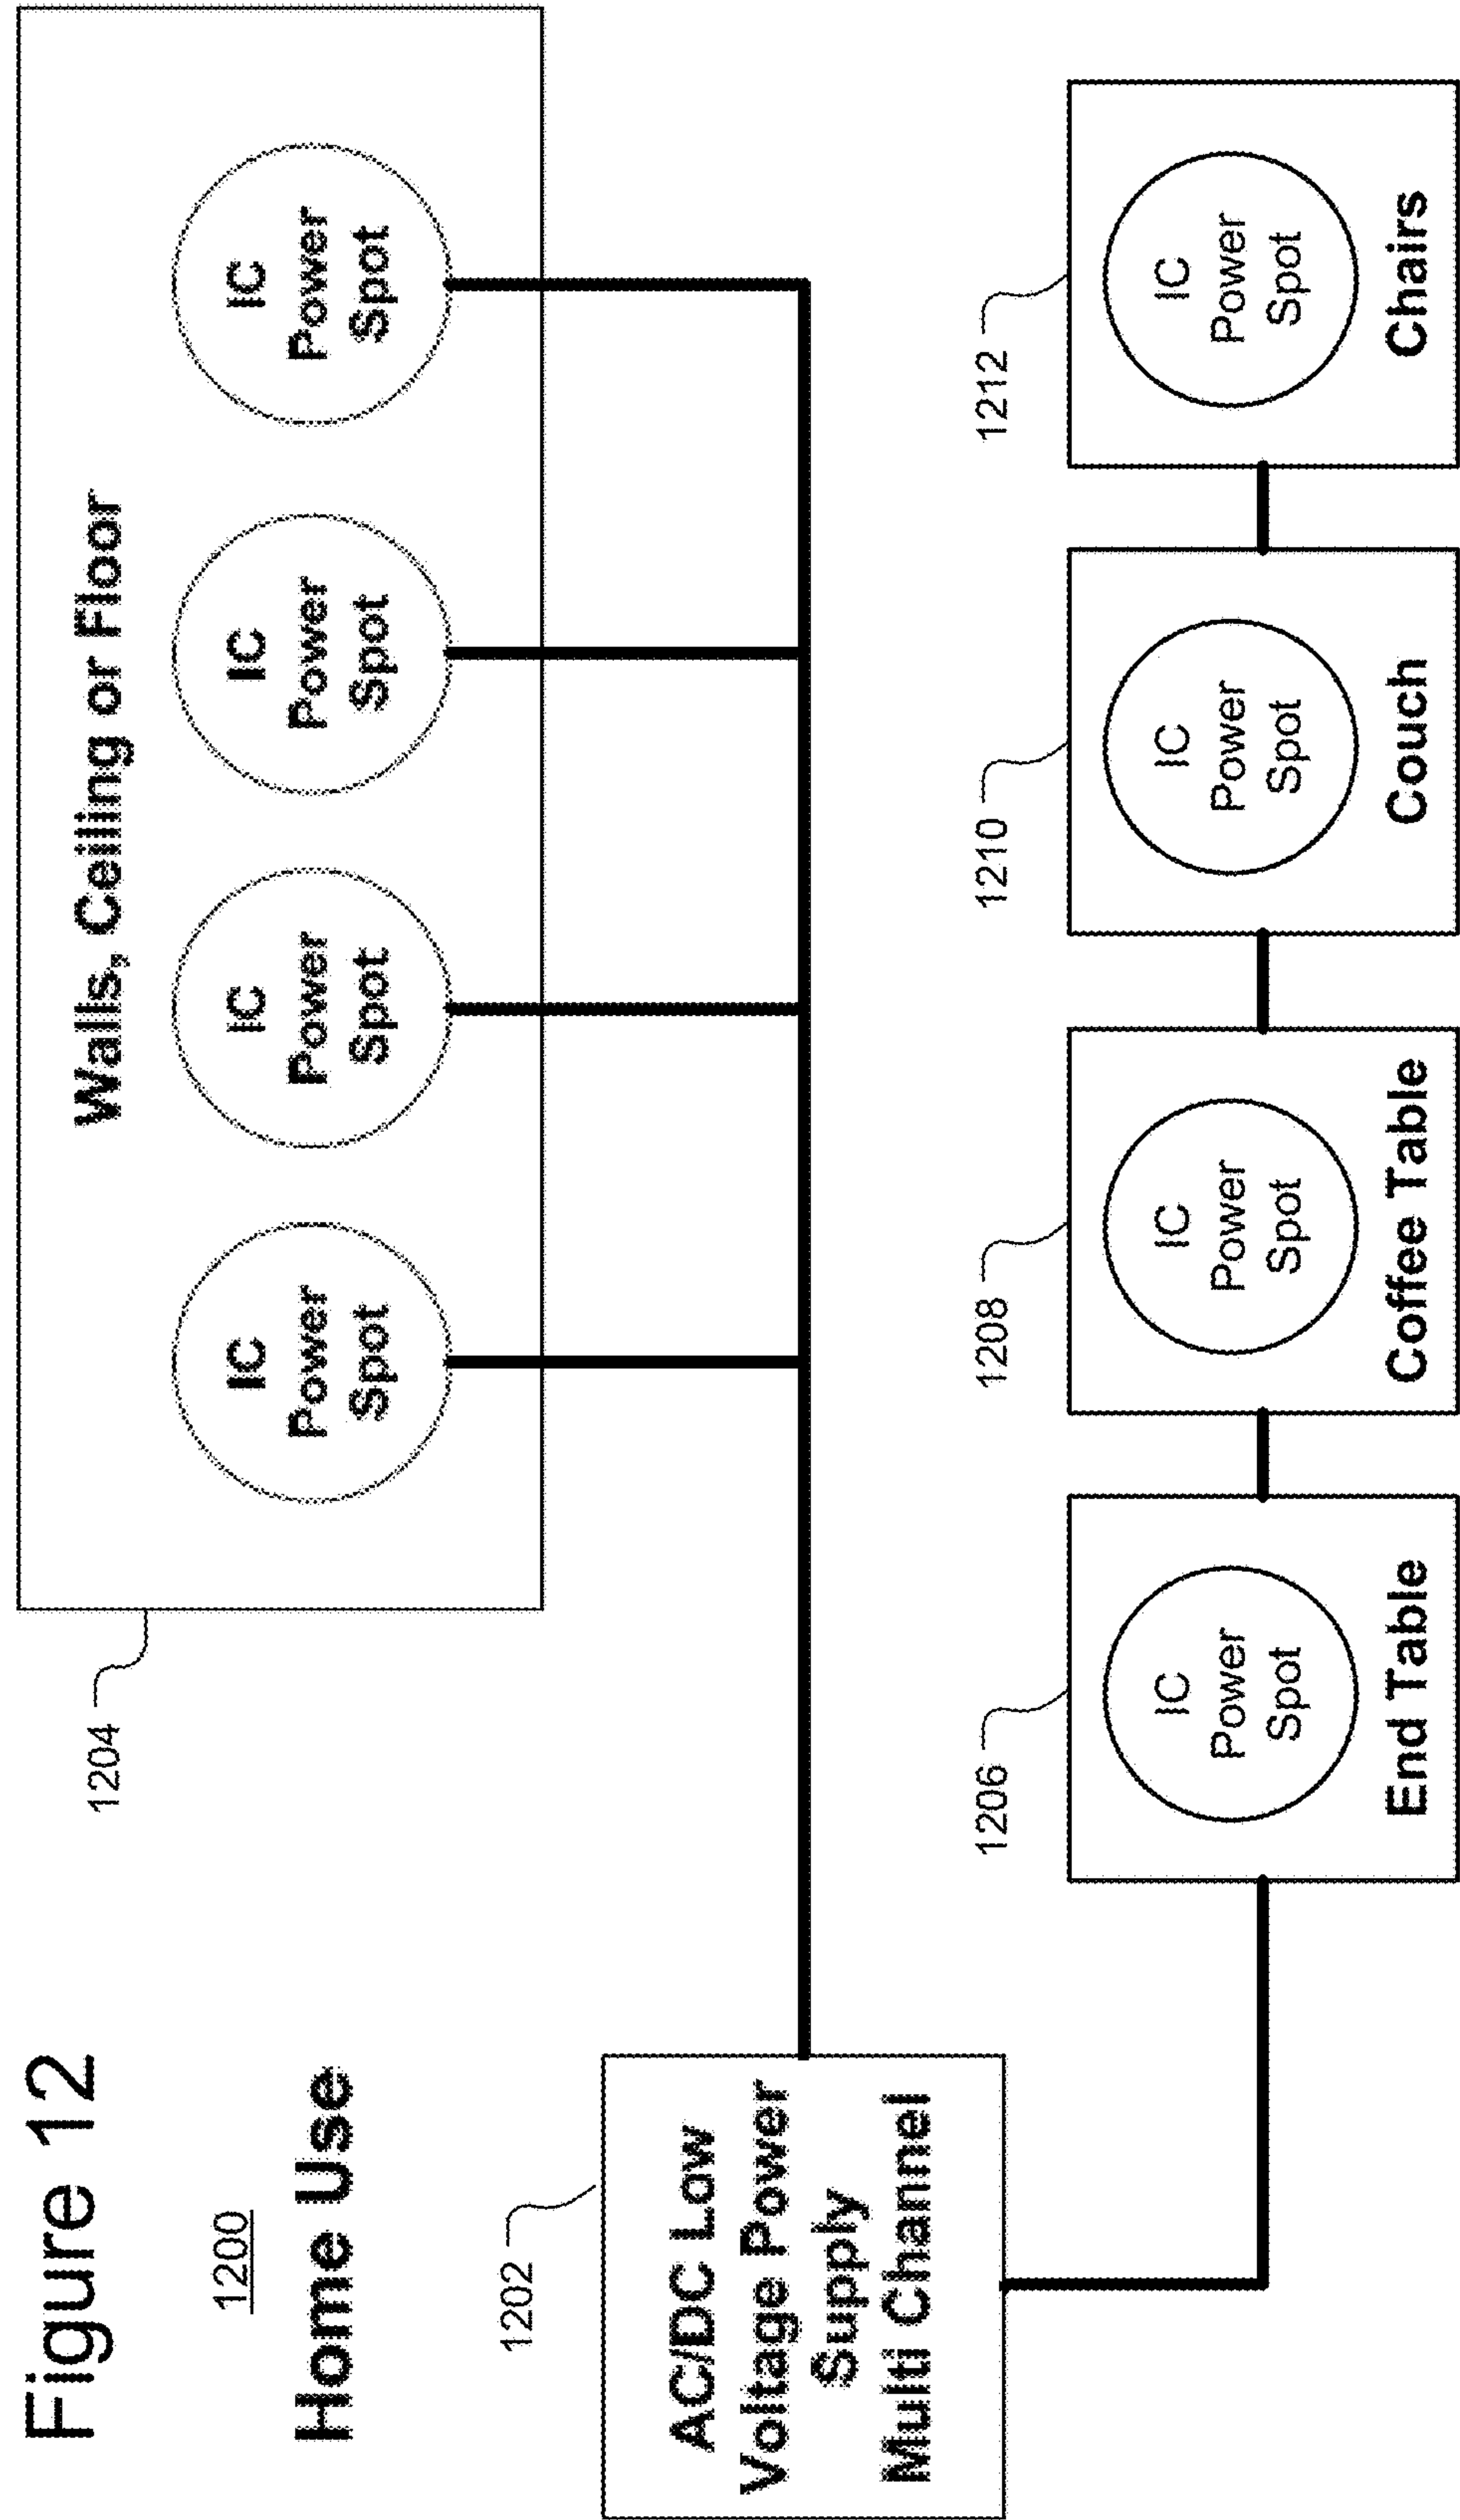 Figure 12
1200
Home Use
1204
Walls, Ceiling or Floor
IC
Power
Spot
IC
Power
Spot
IC
Power
Spot
IC
Power
Spot
1202
AC/DC Low
Voltage Power
Supply
Multi Channel
1206
IC
Power
Spot
End Table
1208
IC
Power
Spot
Coffee Table
1210
IC
Power
Spot
Couch
1212
IC
Power
Spot
Chairs